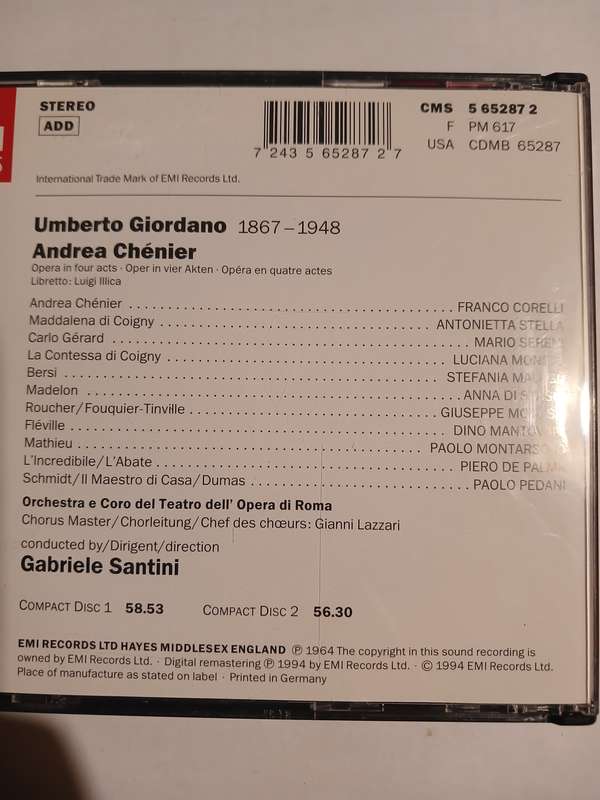 STEREO
ADD
CMS 5 65287 2
F PM 617
USA CDMB 65287
7 243 5 65287 2 7
International Trade Mark of EMI Records Ltd.
Umberto Giordano 1867–1948
Andrea Chénier
Opera in four acts · Oper in vier Akten · Opéra en quatre actes
Libretto: Luigi Illica
Andrea Chénier FRANCO CORELLI
Maddalena di Coigny ANTONIETTA STELLA
Carlo Gérard MARIO
La Contessa di Coigny LUCIANA
Bersi STEFANIA
Madelon ANNA DI
Roucher/Fouquier-Tinville GIUSEPPE
Fléville DINO
Mathieu PAOLO
L'Incredibile/L'Abate PIERO DE PALMA
Schmidt/Il Maestro di Casa/Dumas PAOLO PEDANI
Orchestra e Coro del Teatro dell' Opera di Roma
Chorus Master/Chorleitung/Chef des chœurs: Gianni Lazzari
conducted by/Dirigent/direction
Gabriele Santini
COMPACT DISC 1 58.53 COMPACT DISC 2 56.30
EMI RECORDS LTD HAYES MIDDLESEX ENGLAND ℗ 1964 The copyright in this sound recording is
owned by EMI Records Ltd. · Digital remastering ℗ 1994 by EMI Records Ltd. · © 1994 EMI Records Ltd.
Place of manufacture as stated on label · Printed in Germany